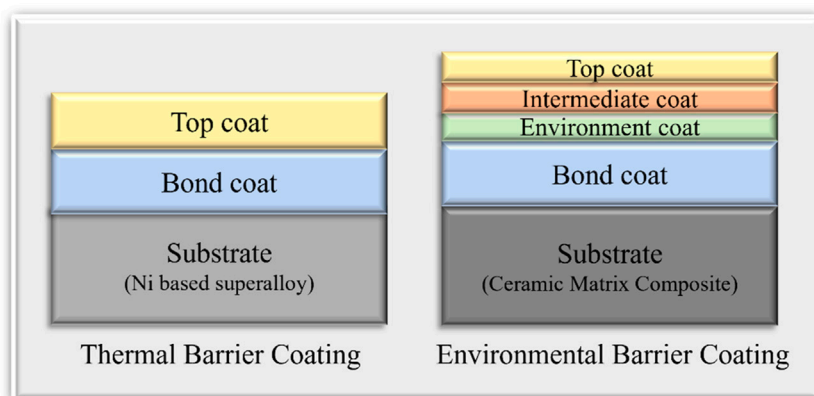 Top coat
Bond coat
Substrate
(Ni based superalloy)
Thermal Barrier Coating
Top coat
Intermediate coat
Environment coat
Bond coat
Substrate
(Ceramic Matrix Composite)
Environmental Barrier Coating